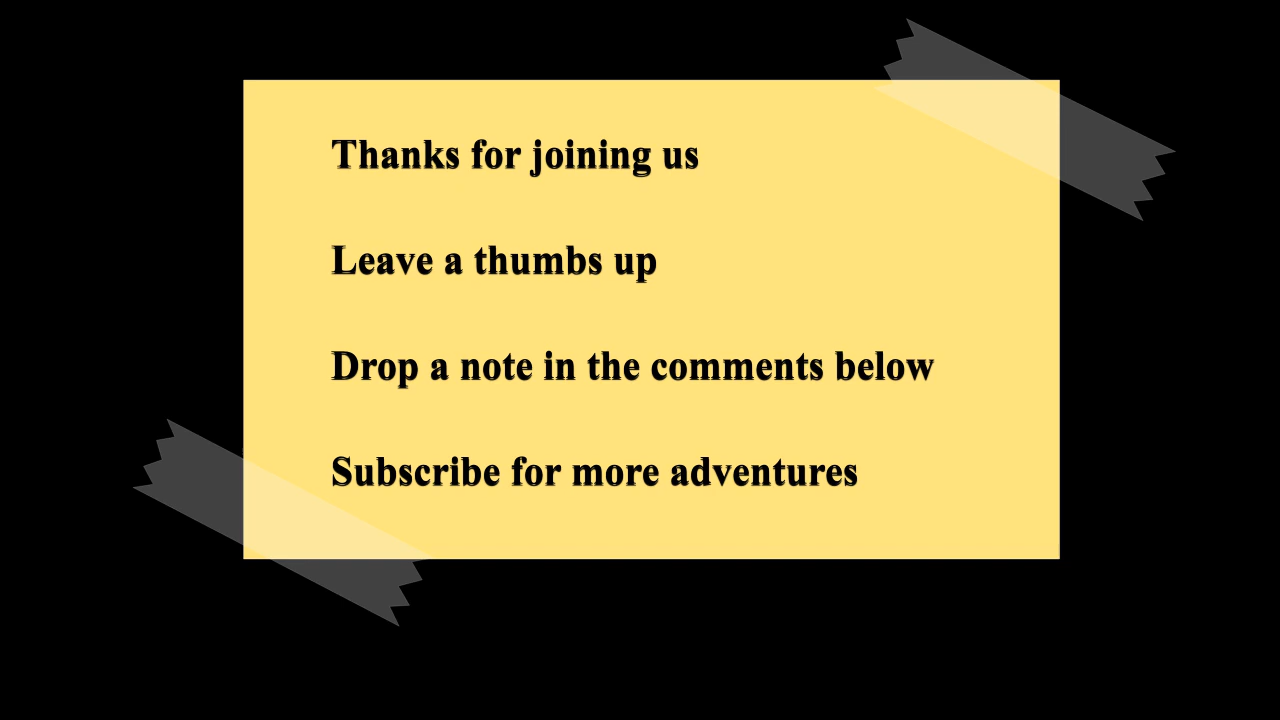 Thanks for joining us
Leave a thumbs up
Drop a note in the comments below
Subscribe for more adventures